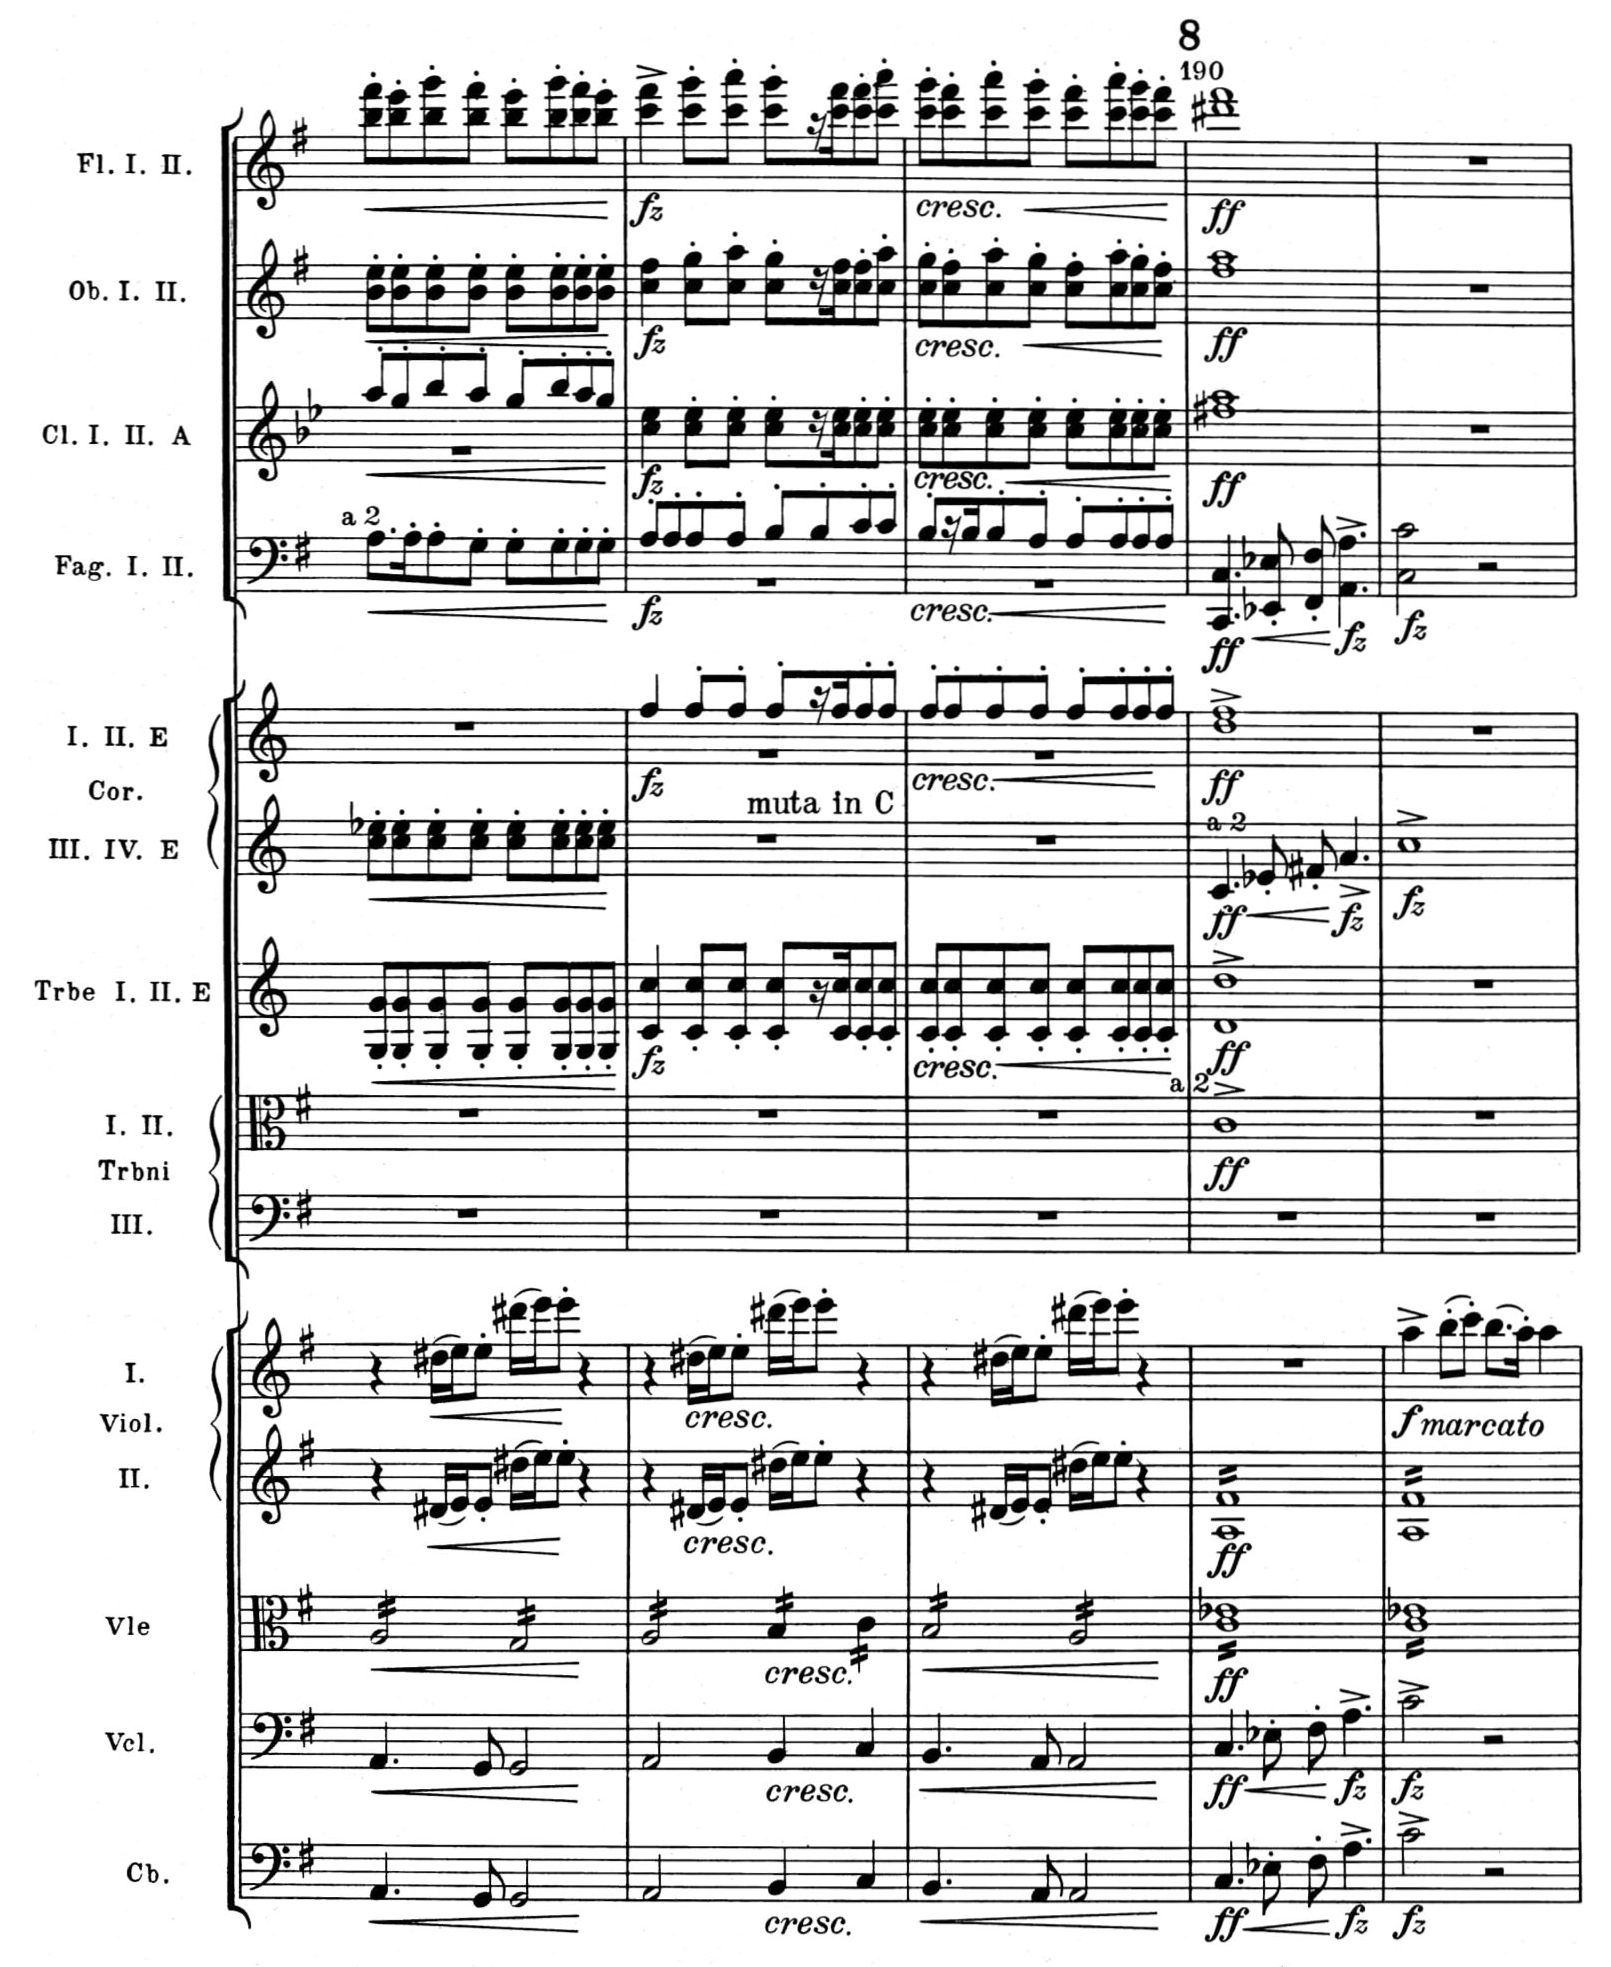 8
190
Fl. I. II.
fz cresc. ff
Ob. I. II.
fz cresc. ff
Cl. I. II. A
fz cresc. ff
a 2.
Fag. I. II.
fz cresc. ff fz fz
I. II. E
fz cresc. ff
Cor.
muta in C
a 2
III. IV. E
ff fz fz
Trbe I. II. E
fz cresc. ff
a 2
I. II.
ff
Trbni
III.
I.
cresc. f marcato
Viol.
II.
cresc. ff
Vle
cresc. ff
Vcl.
cresc. ff fz fz
Cb.
cresc. ff fz fz